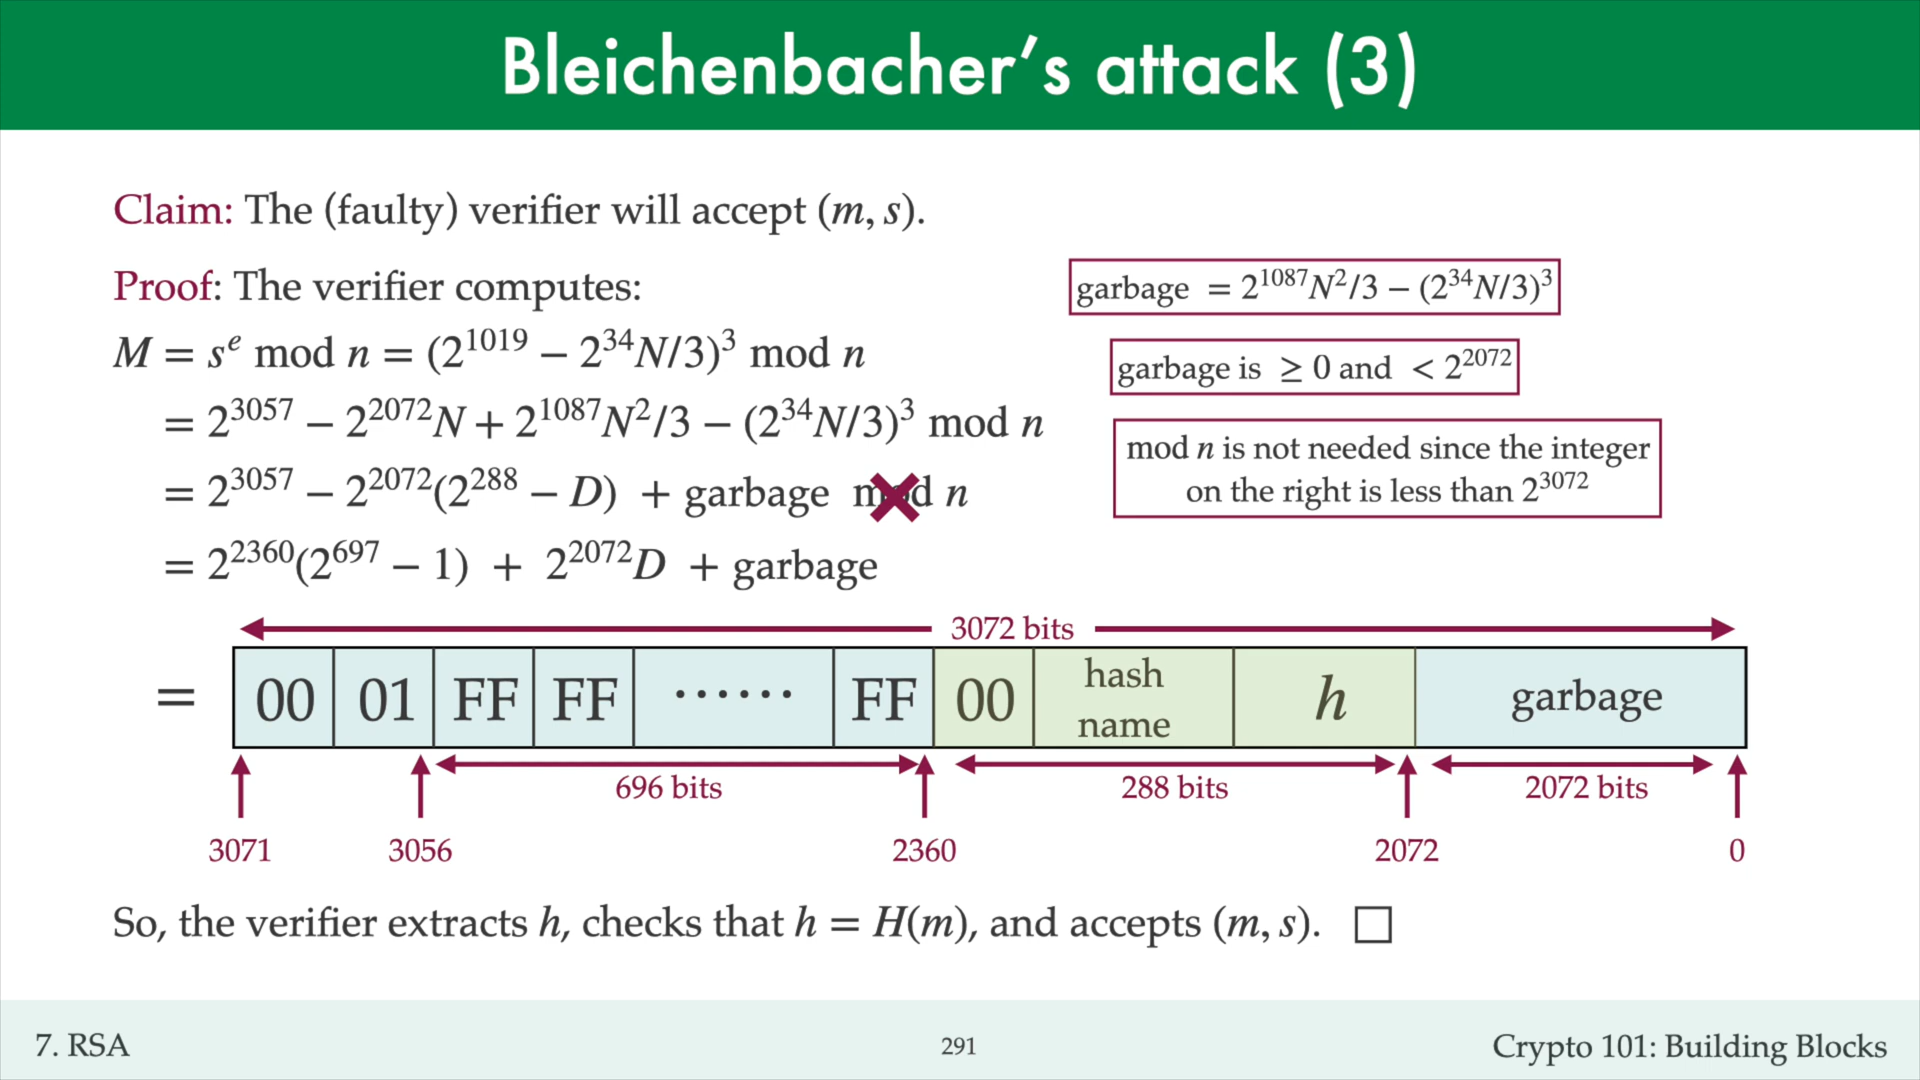 Bleichenbacher’s attack (3)
Claim: The (faulty) verifier will accept (m, s).
Proof: The verifier computes:
garbage = 2^1087 N^2/3 − (2^34 N/3)^3
M = s^e mod n = (2^1019 − 2^34 N/3)^3 mod n
garbage is ≥ 0 and < 2^2072
= 2^3057 − 2^2072 N + 2^1087 N^2/3 − (2^34 N/3)^3 mod n
mod n is not needed since the integer
on the right is less than 2^3072
= 2^3057 − 2^2072(2^288 − D) + garbage mod n
= 2^2360(2^697 − 1) + 2^2072 D + garbage
3072 bits
= 00 01 FF FF ······ FF 00 hash name h garbage
696 bits 288 bits 2072 bits
3071 3056 2360 2072 0
So, the verifier extracts h, checks that h = H(m), and accepts (m, s). □
7. RSA 291 Crypto 101: Building Blocks